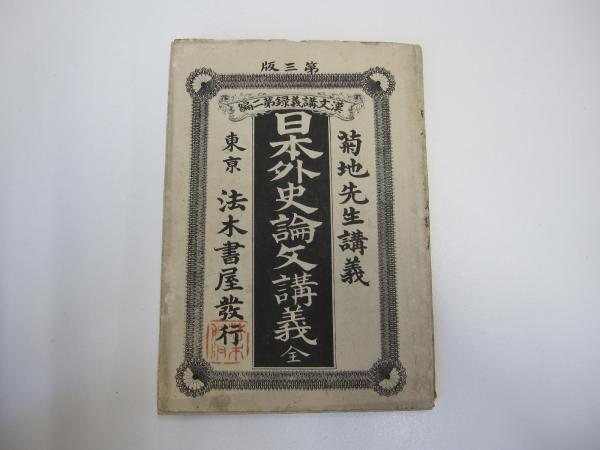 第三版
漢文講義録第二編
菊地先生講義
日本外史論文講義全
東京 法木書屋發行